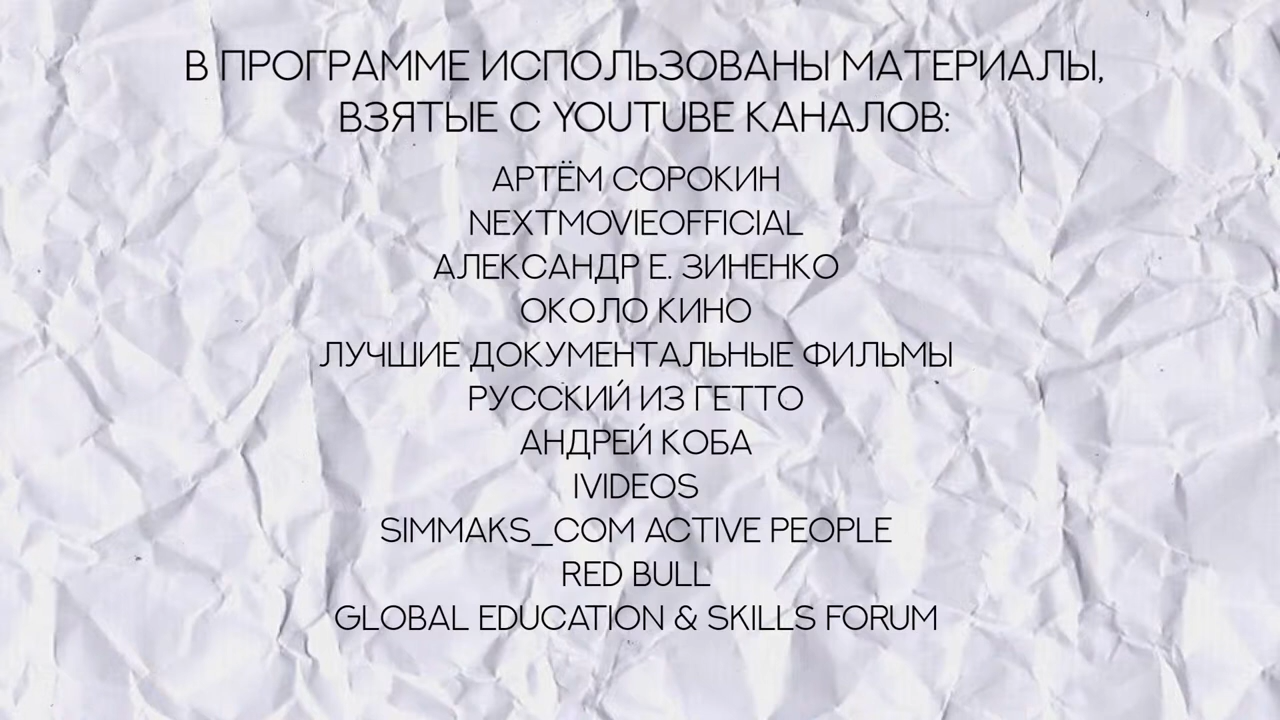 В ПРОГРАММЕ ИСПОЛЬЗОВАНЫ МАТЕРИАЛЫ,
ВЗЯТЫЕ С YOUTUBE КАНАЛОВ:
АРТЁМ СОРОКИН
NEXTMOVIEOFFICIAL
АЛЕКСАНДР Е. ЗИНЕНКО
ОКОЛО КИНО
ЛУЧШИЕ ДОКУМЕНТАЛЬНЫЕ ФИЛЬМЫ
РУССКИЙ ИЗ ГЕТТО
АНДРЕЙ КОБА
IVIDEOS
SIMMAKS_COM ACTIVE PEOPLE
RED BULL
GLOBAL EDUCATION & SKILLS FORUM